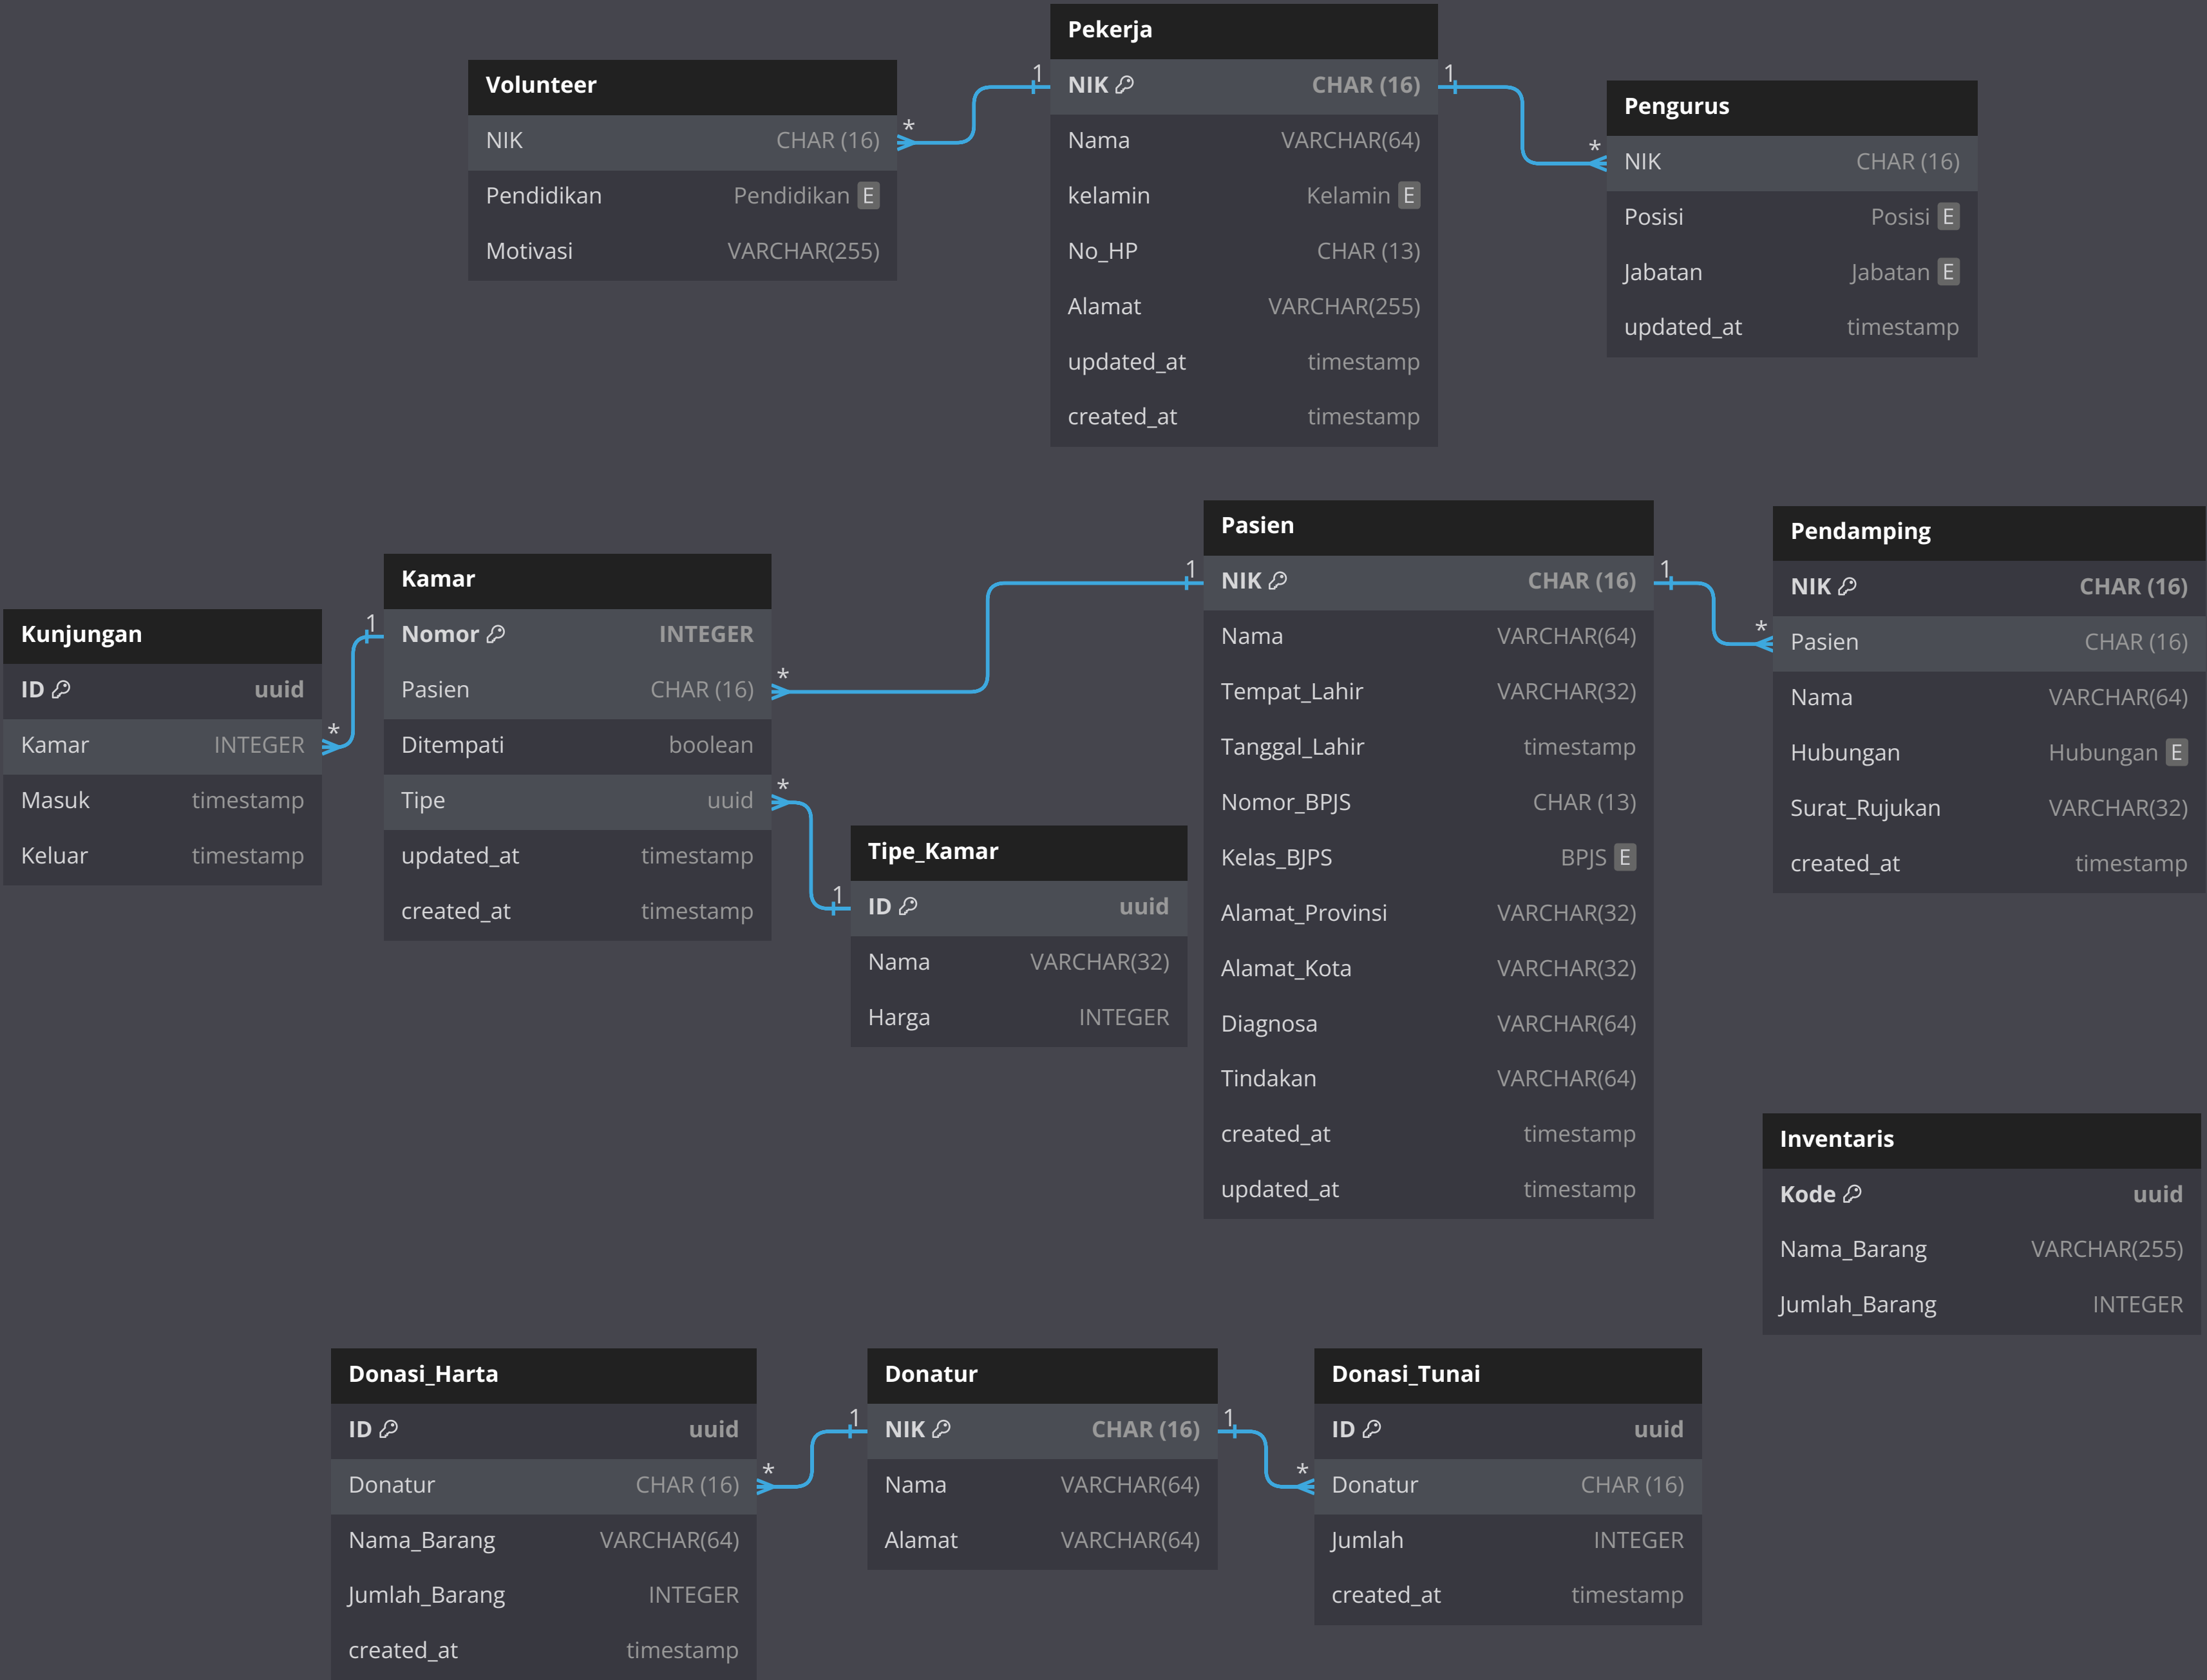 Pekerja
1 NIK CHAR (16) 1
Nama VARCHAR(64)
kelamin Kelamin E
No_HP CHAR (13)
Alamat VARCHAR(255)
updated_at timestamp
created_at timestamp
Volunteer
NIK CHAR (16) *
Pendidikan Pendidikan E
Motivasi VARCHAR(255)
Pengurus
* NIK CHAR (16)
Posisi Posisi E
Jabatan Jabatan E
updated_at timestamp
Kunjungan
ID uuid
Kamar INTEGER *
Masuk timestamp
Keluar timestamp
Kamar
1 Nomor INTEGER
Pasien CHAR (16) *
Ditempati boolean
Tipe uuid *
updated_at timestamp
created_at timestamp
Tipe_Kamar
1 ID uuid
Nama VARCHAR(32)
Harga INTEGER
Pasien
1 NIK CHAR (16) 1
Nama VARCHAR(64)
Tempat_Lahir VARCHAR(32)
Tanggal_Lahir timestamp
Nomor_BPJS CHAR (13)
Kelas_BJPS BPJS E
Alamat_Provinsi VARCHAR(32)
Alamat_Kota VARCHAR(32)
Diagnosa VARCHAR(64)
Tindakan VARCHAR(64)
created_at timestamp
updated_at timestamp
Pendamping
NIK CHAR (16)
* Pasien CHAR (16)
Nama VARCHAR(64)
Hubungan Hubungan E
Surat_Rujukan VARCHAR(32)
created_at timestamp
Inventaris
Kode uuid
Nama_Barang VARCHAR(255)
Jumlah_Barang INTEGER
Donasi_Harta
ID uuid
Donatur CHAR (16) *
Nama_Barang VARCHAR(64)
Jumlah_Barang INTEGER
created_at timestamp
Donatur
1 NIK CHAR (16) 1
Nama VARCHAR(64)
Alamat VARCHAR(64)
Donasi_Tunai
ID uuid
* Donatur CHAR (16)
Jumlah INTEGER
created_at timestamp